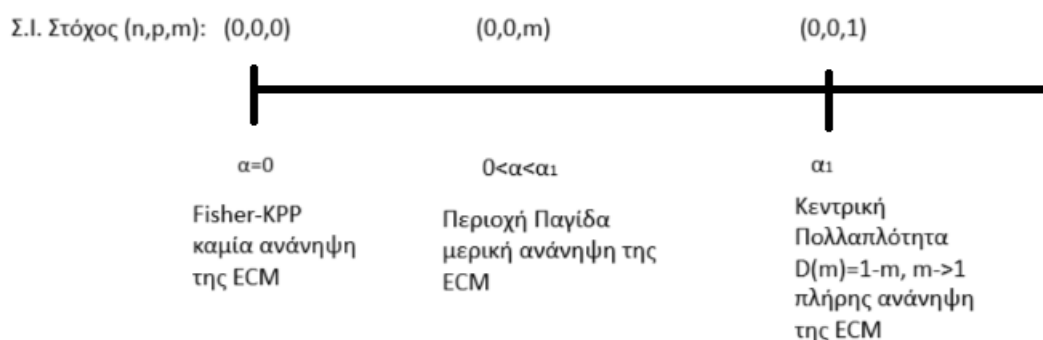 Σ.Ι. Στόχος (n,p,m): (0,0,0) (0,0,m) (0,0,1)
α=0 0<α<α₁ α₁
Fisher-KPP
καμία ανάνηψη
της ECM
Περιοχή Παγίδα
μερική ανάνηψη της
ECM
Κεντρική
Πολλαπλότητα
D(m)=1-m, m->1
πλήρης ανάνηψη
της ECM